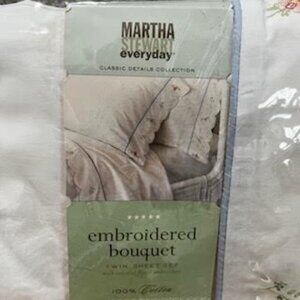 MARTHA
STEWART
everyday
CLASSIC DETAILS COLLECTION
embroidered
bouquet
TWIN SHEET SET
100% Cotton